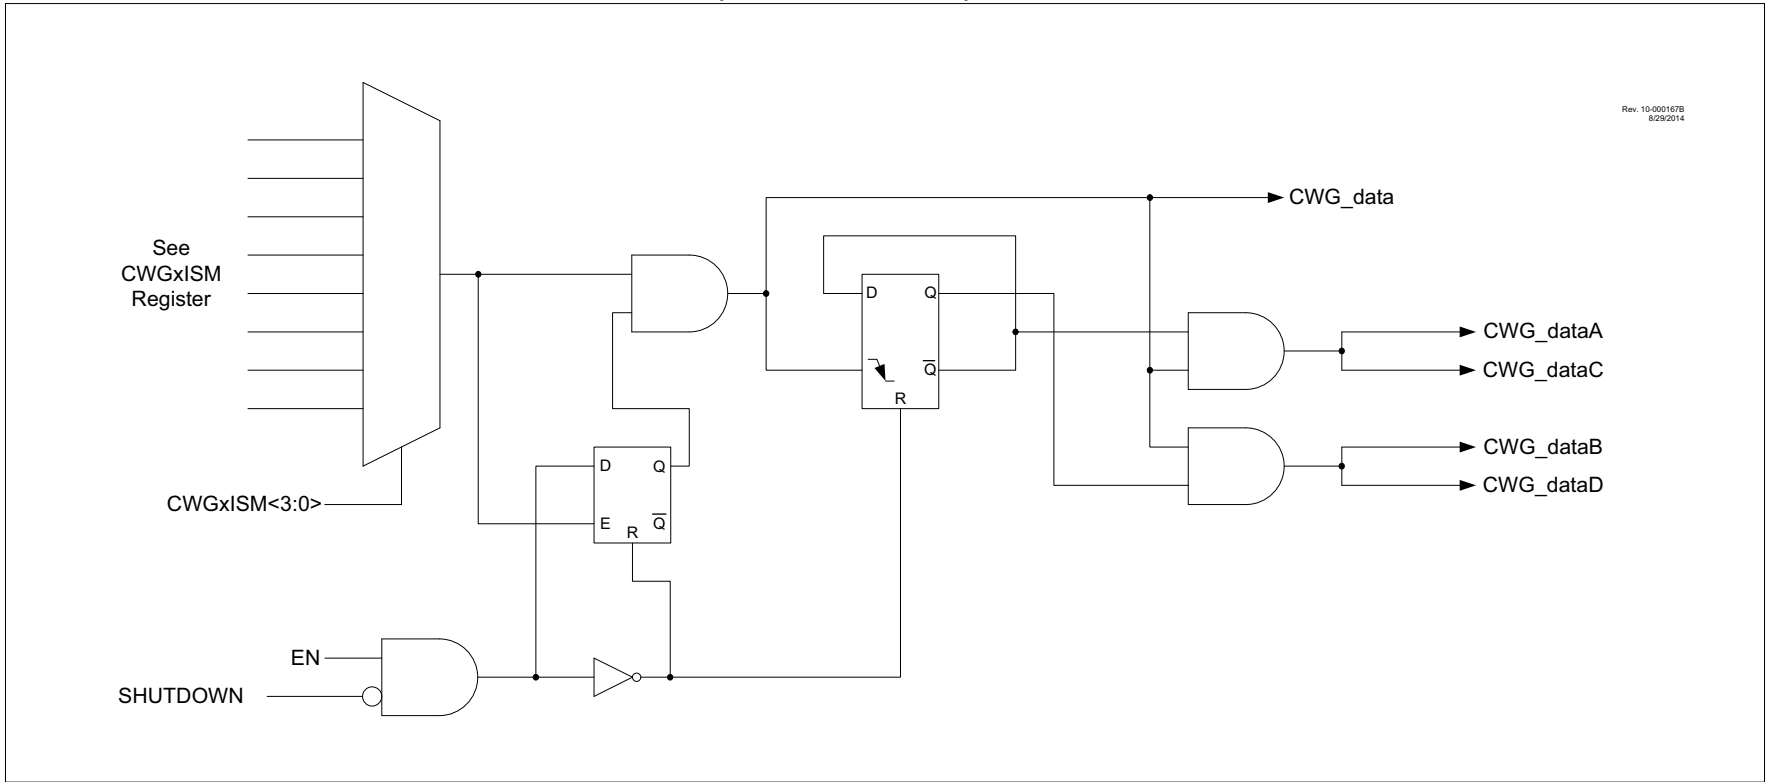 Rev. 10-000167B
8/29/2014
CWG_data
See
CWGxISM
Register
D
Q
Q
R
CWG_dataA
CWG_dataC
CWG_dataB
CWG_dataD
D
Q
E
Q
R
CWGxISM<3:0>
EN
SHUTDOWN